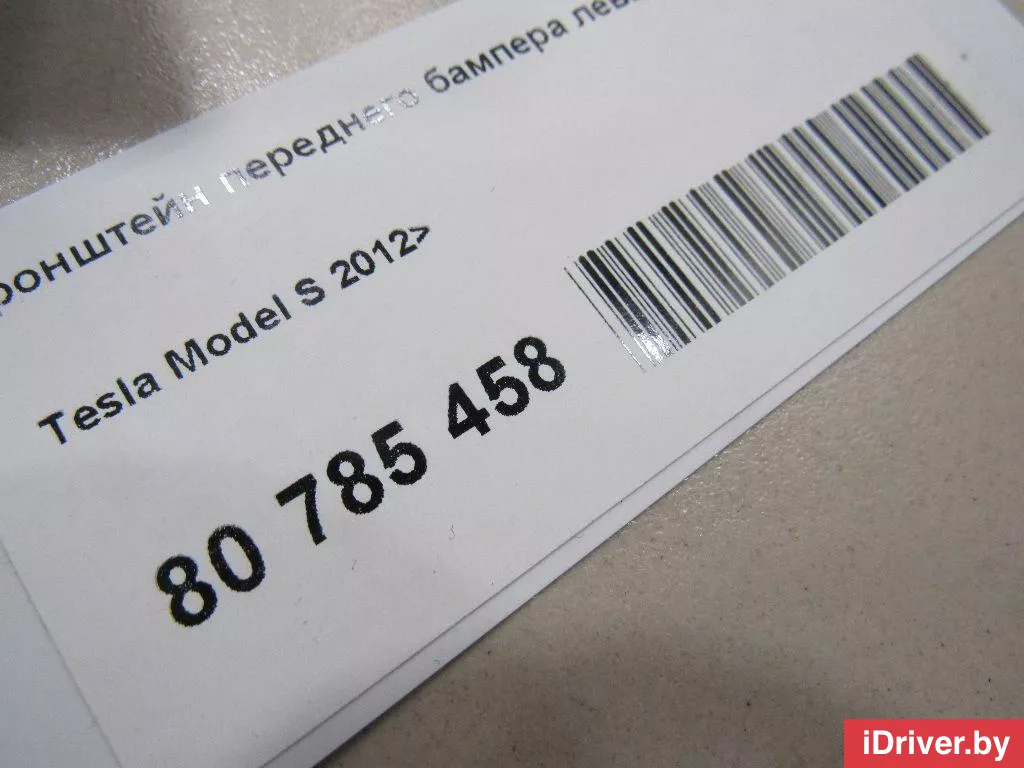 ронштейн переднего бампера лев
Tesla Model S 2012>
80 785 458
iDriver.by